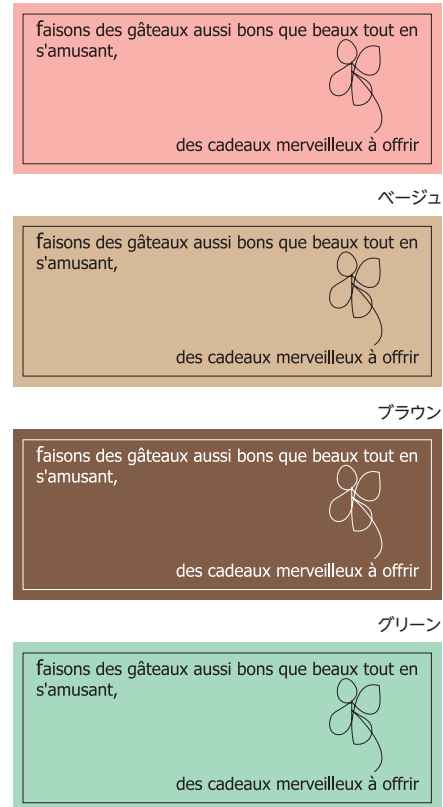 faisons des gâteaux aussi bons que beaux tout en
s'amusant,
des cadeaux merveilleux à offrir
ベージュ
faisons des gâteaux aussi bons que beaux tout en
s'amusant,
des cadeaux merveilleux à offrir
ブラウン
faisons des gâteaux aussi bons que beaux tout en
s'amusant,
des cadeaux merveilleux à offrir
グリーン
faisons des gâteaux aussi bons que beaux tout en
s'amusant,
des cadeaux merveilleux à offrir